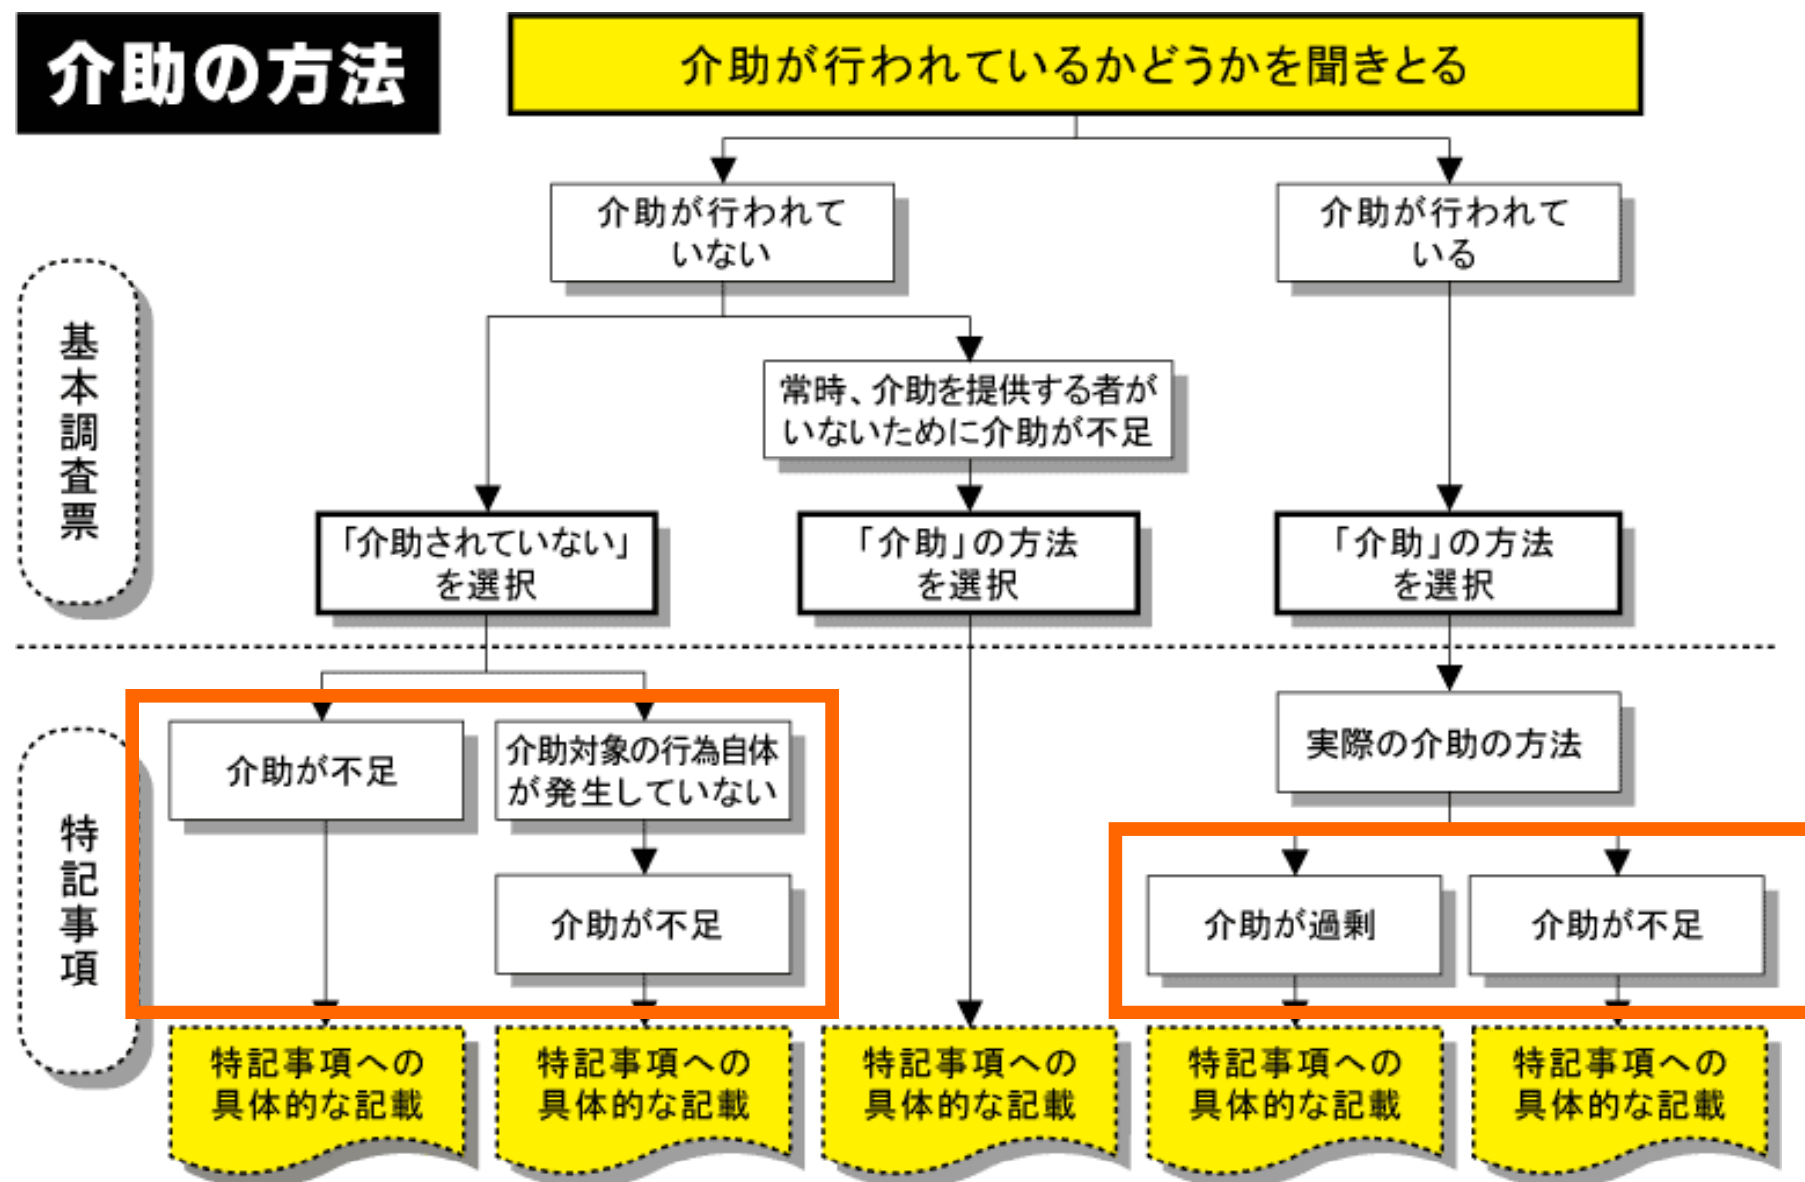 介助の方法
介助が行われているかどうかを聞きとる
介助が行われて
いない
介助が行われて
いる
基本調査票
常時、介助を提供する者が
いないために介助が不足
「介助されていない」
を選択
「介助」の方法
を選択
「介助」の方法
を選択
特記事項
介助が不足
介助対象の行為自体
が発生していない
介助が不足
実際の介助の方法
介助が過剰
介助が不足
特記事項への
具体的な記載
特記事項への
具体的な記載
特記事項への
具体的な記載
特記事項への
具体的な記載
特記事項への
具体的な記載